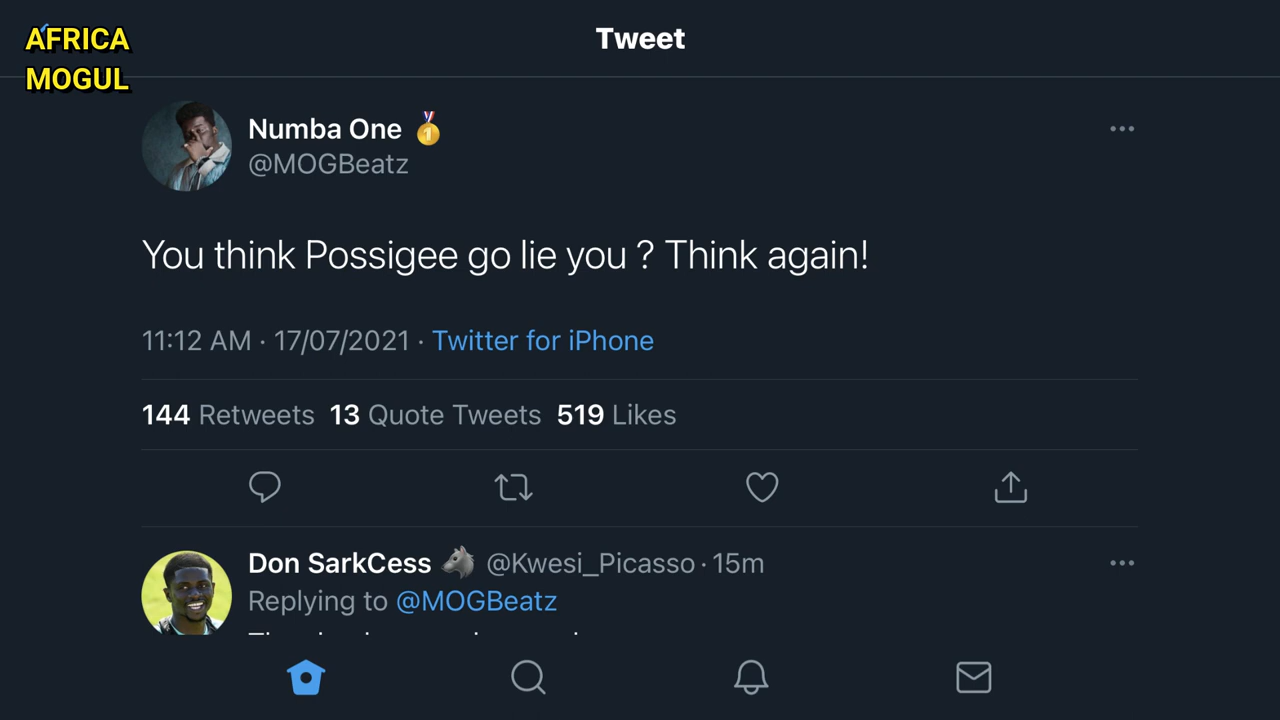 AFRICA
MOGUL
Tweet
Numba One 🥇
@MOGBeatz
You think Possigee go lie you ? Think again!
11:12 AM · 17/07/2021 · Twitter for iPhone
144 Retweets 13 Quote Tweets 519 Likes
Don SarkCess 🐺 @Kwesi_Picasso · 15m
Replying to @MOGBeatz